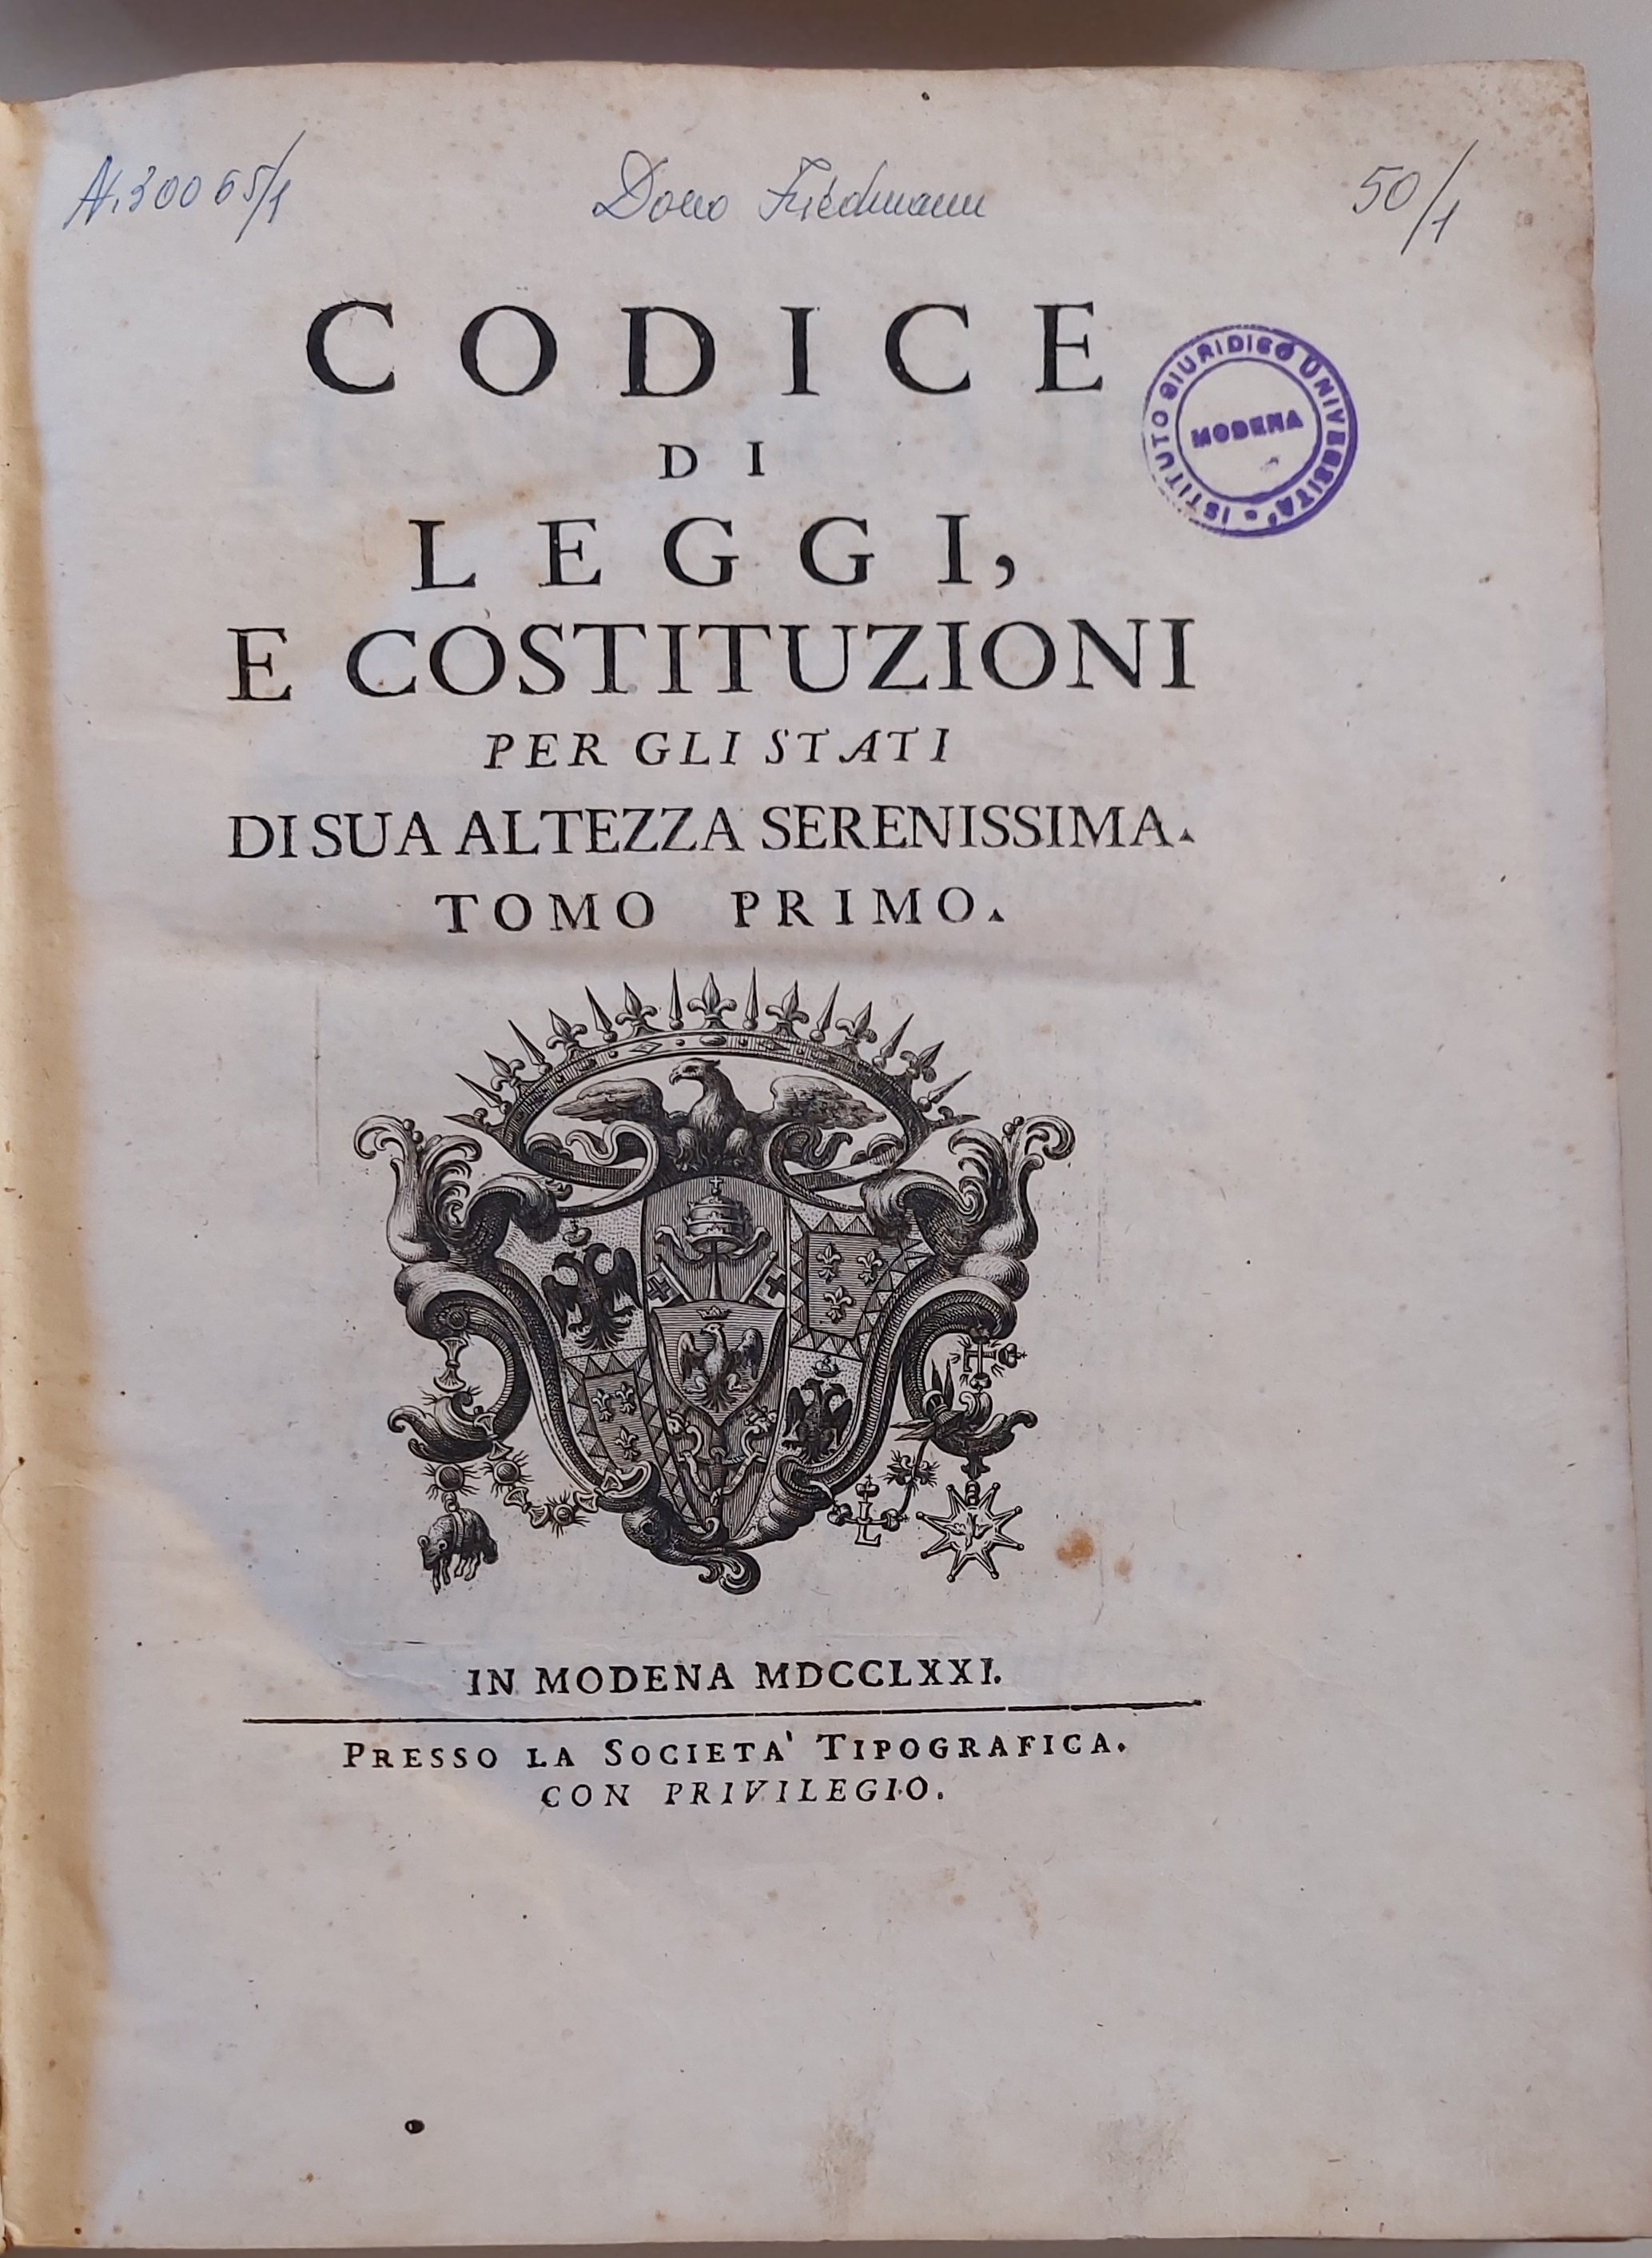 N. 30065/1 Dono Friedmann 50/1
CODICE
DI
LEGGI,
E COSTITUZIONI
PER GLI STATI
DI SUA ALTEZZA SERENISSIMA.
TOMO PRIMO.
ISTITUTO GIURIDICO UNIVERSITA'
MODENA
IN MODENA MDCCLXXI.
PRESSO LA SOCIETA' TIPOGRAFICA.
CON PRIVILEGIO.